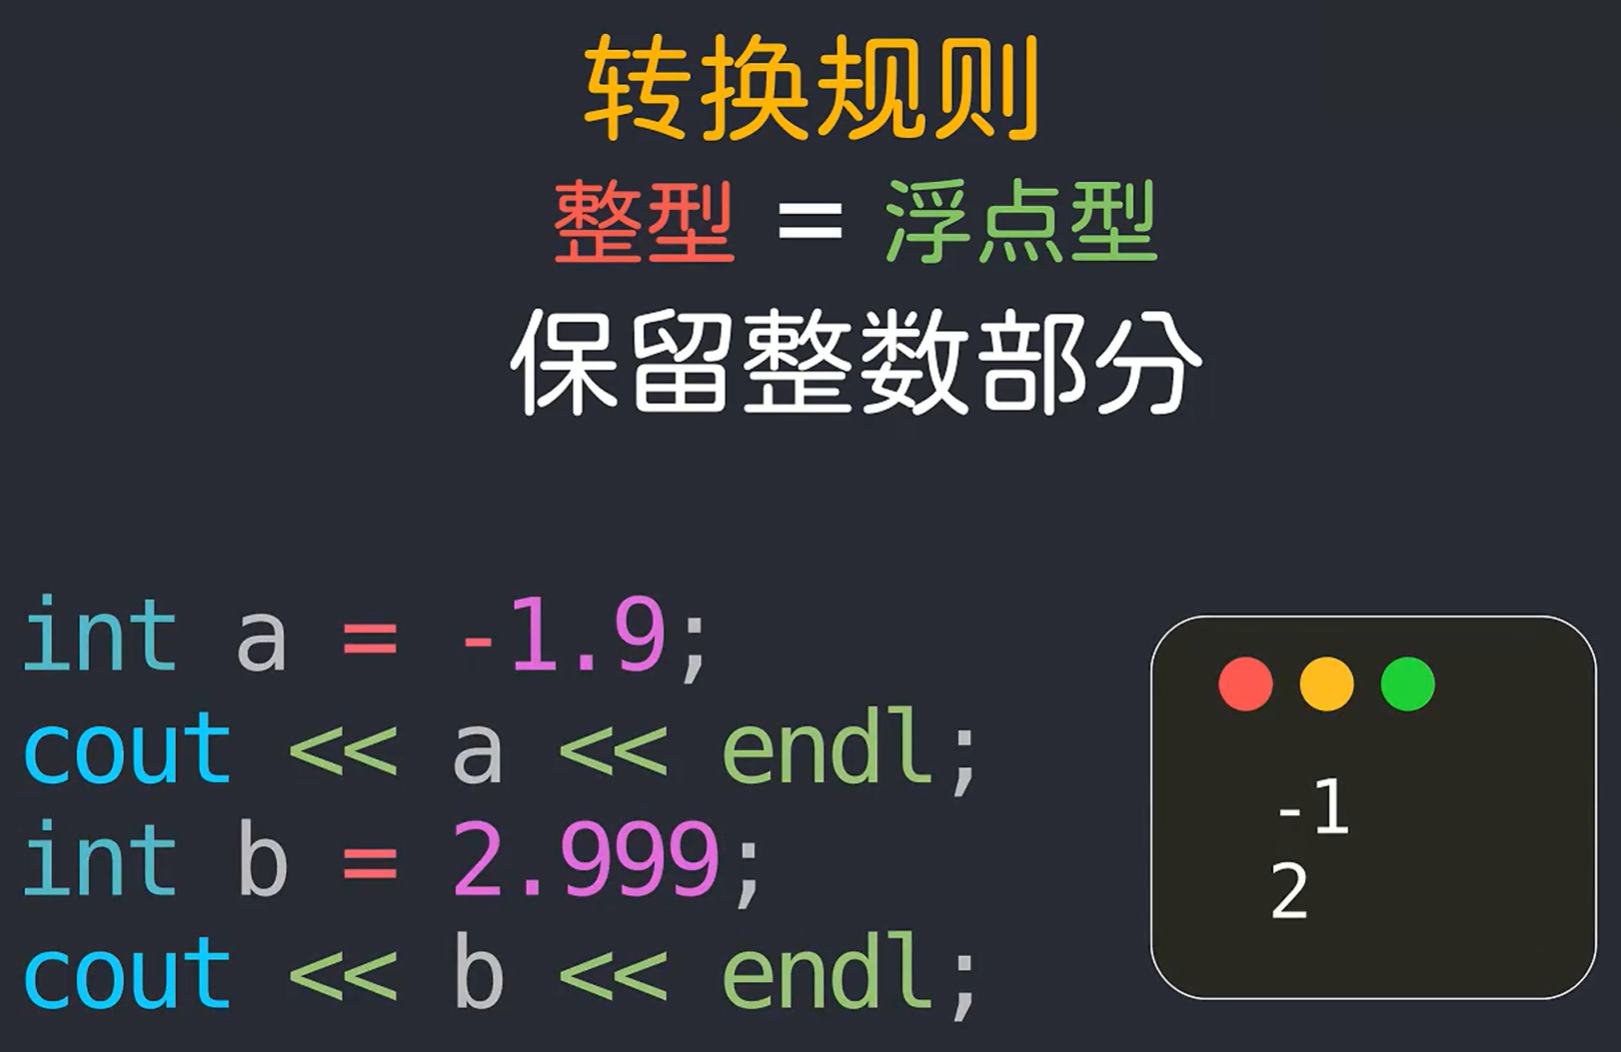 转换规则
整型 = 浮点型
保留整数部分
int a = -1.9;
cout << a << endl;
int b = 2.999;
cout << b << endl;
-1
2